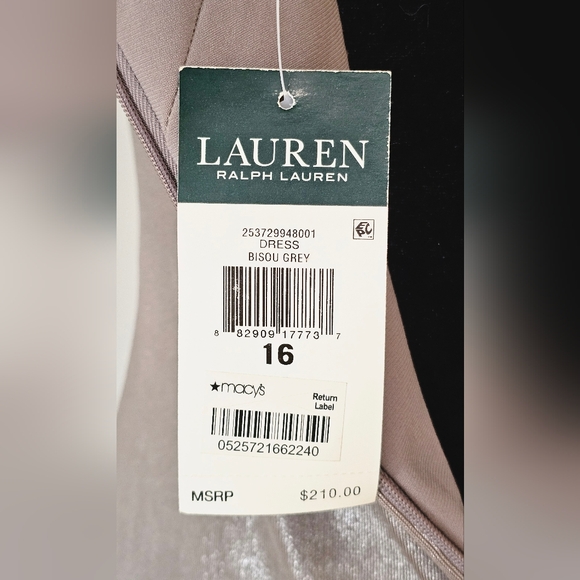 LAUREN
RALPH LAUREN
253729948001
DRESS
BISOU GREY
8 82909 17773 7
16
★macy's
Return
Label
0525721662240
MSRP $210.00